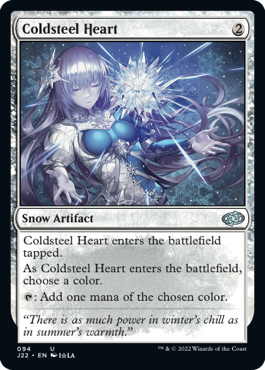 Coldsteel Heart 2
Snow Artifact
Coldsteel Heart enters the battlefield
tapped.
As Coldsteel Heart enters the battlefield,
choose a color.
: Add one mana of the chosen color.
"There is as much power in winter's chill as
in summer's warmth."
094 U
J22 • EN I☆LA
™ & © 2022 Wizards of the Coast